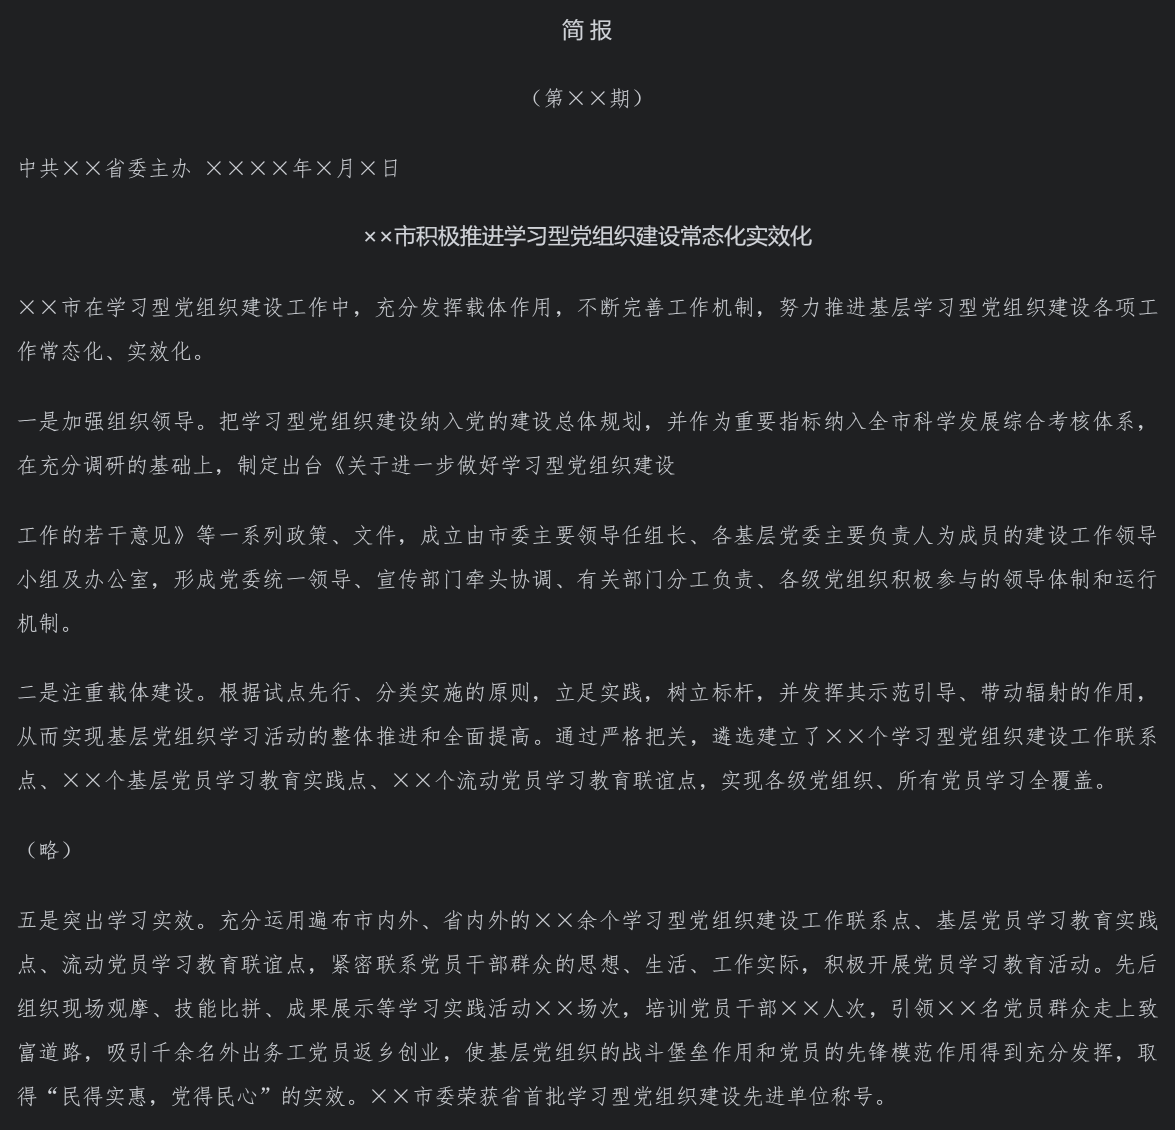 简 报
（第××期）
中共××省委主办 ××××年×月×日
××市积极推进学习型党组织建设常态化实效化
××市在学习型党组织建设工作中，充分发挥载体作用，不断完善工作机制，努力推进基层学习型党组织建设各项工
作常态化、实效化。
一是加强组织领导。把学习型党组织建设纳入党的建设总体规划，并作为重要指标纳入全市科学发展综合考核体系，
在充分调研的基础上，制定出台《关于进一步做好学习型党组织建设
工作的若干意见》等一系列政策、文件，成立由市委主要领导任组长、各基层党委主要负责人为成员的建设工作领导
小组及办公室，形成党委统一领导、宣传部门牵头协调、有关部门分工负责、各级党组织积极参与的领导体制和运行
机制。
二是注重载体建设。根据试点先行、分类实施的原则，立足实践，树立标杆，并发挥其示范引导、带动辐射的作用，
从而实现基层党组织学习活动的整体推进和全面提高。通过严格把关，遴选建立了××个学习型党组织建设工作联系
点、××个基层党员学习教育实践点、××个流动党员学习教育联谊点，实现各级党组织、所有党员学习全覆盖。
（略）
五是突出学习实效。充分运用遍布市内外、省内外的××余个学习型党组织建设工作联系点、基层党员学习教育实践
点、流动党员学习教育联谊点，紧密联系党员干部群众的思想、生活、工作实际，积极开展党员学习教育活动。先后
组织现场观摩、技能比拼、成果展示等学习实践活动××场次，培训党员干部××人次，引领××名党员群众走上致
富道路，吸引千余名外出务工党员返乡创业，使基层党组织的战斗堡垒作用和党员的先锋模范作用得到充分发挥，取
得“民得实惠，党得民心”的实效。××市委荣获省首批学习型党组织建设先进单位称号。